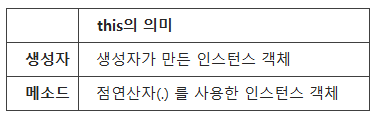 this의 의미
생성자 생성자가 만든 인스턴스 객체
메소드 점연산자(.) 를 사용한 인스턴스 객체